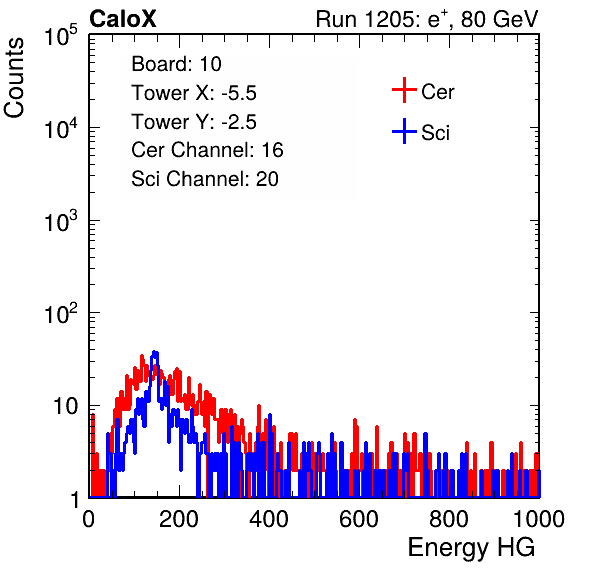 CaloX Run 1205: e⁺, 80 GeV
Counts
Board: 10
Tower X: -5.5
Tower Y: -2.5
Cer Channel: 16
Sci Channel: 20
Cer
Sci
10⁵
10⁴
10³
10²
10
1
0 200 400 600 800 1000
Energy HG